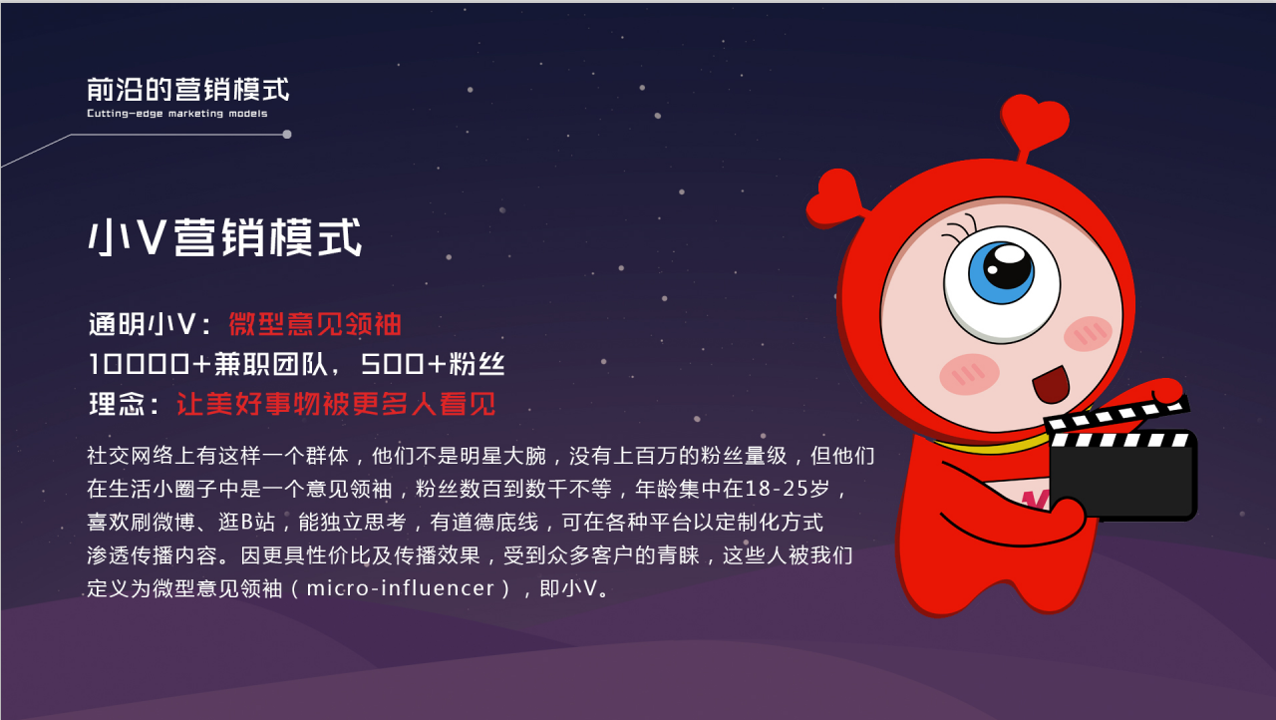 前沿的营销模式
Cutting-edge marketing models
小V营销模式
通明小V：微型意见领袖
10000+兼职团队，500+粉丝
理念：让美好事物被更多人看见
社交网络上有这样一个群体，他们不是明星大腕，没有上百万的粉丝量级，但他们
在生活小圈子中是一个意见领袖，粉丝数百到数千不等，年龄集中在18-25岁，
喜欢刷微博、逛B站，能独立思考，有道德底线，可在各种平台以定制化方式
渗透传播内容。因更具性价比及传播效果，受到众多客户的青睐，这些人被我们
定义为微型意见领袖（micro-influencer），即小V。